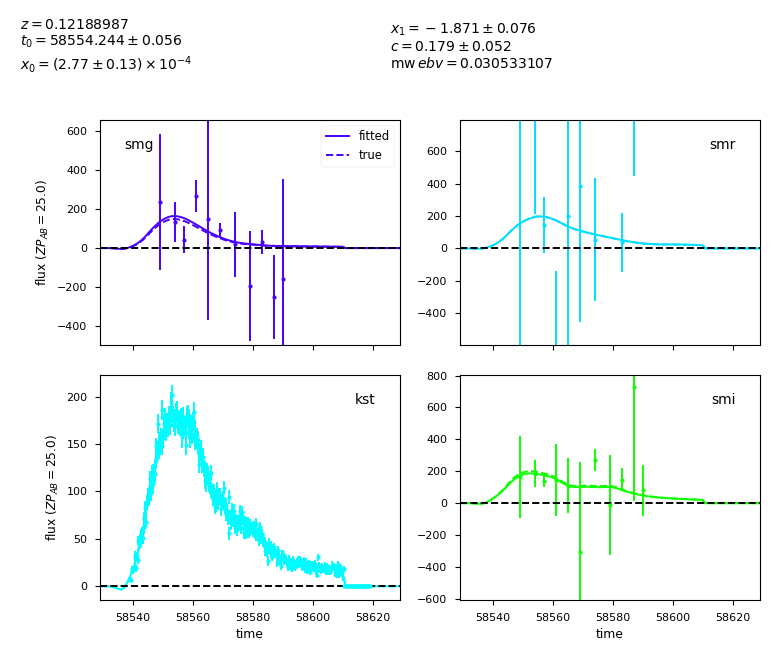 z = 0.12188987
t₀ = 58554.244 ± 0.056
x₀ = (2.77 ± 0.13) × 10⁻⁴
x₁ = −1.871 ± 0.076
c = 0.179 ± 0.052
mw ebv = 0.030533107
smg
fitted
true
600
400
200
0
−200
−400
flux (ZP_AB = 25.0)
smr
600
400
200
0
−200
−400
kst
200
150
100
50
0
flux (ZP_AB = 25.0)
58540 58560 58580 58600 58620
time
smi
800
600
400
200
0
−200
−400
−600
58540 58560 58580 58600 58620
time